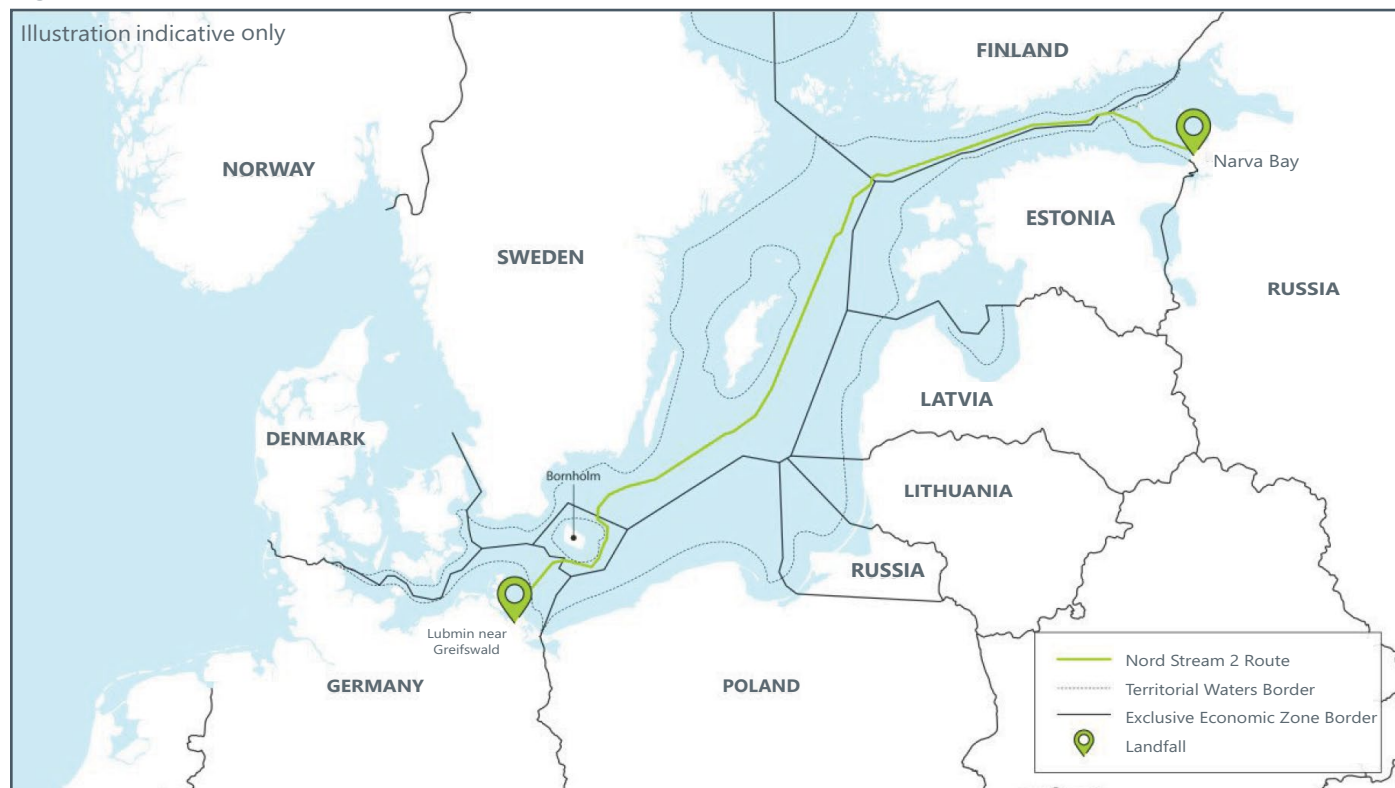 Illustration indicative only
FINLAND
NORWAY
Narva Bay
ESTONIA
SWEDEN
RUSSIA
LATVIA
DENMARK
Bornholm
LITHUANIA
RUSSIA
Lubmin near
Greifswald
GERMANY
POLAND
Nord Stream 2 Route
Territorial Waters Border
Exclusive Economic Zone Border
Landfall